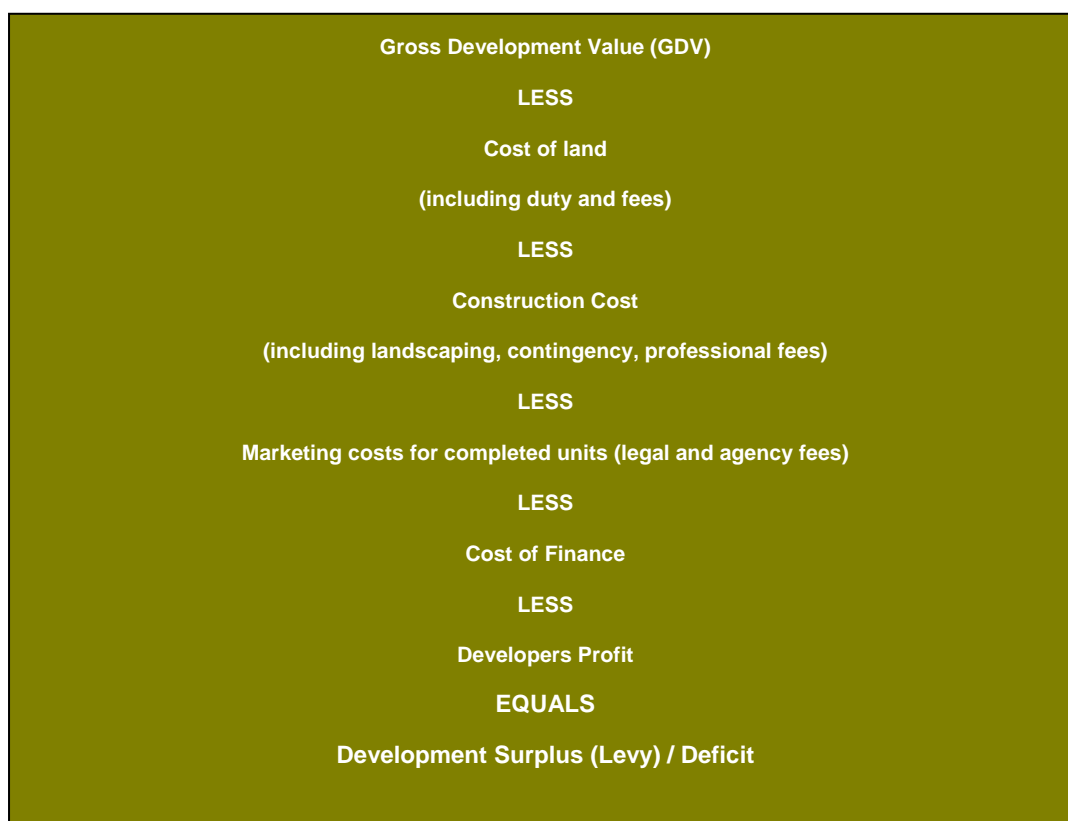 Gross Development Value (GDV)
LESS
Cost of land
(including duty and fees)
LESS
Construction Cost
(including landscaping, contingency, professional fees)
LESS
Marketing costs for completed units (legal and agency fees)
LESS
Cost of Finance
LESS
Developers Profit
EQUALS
Development Surplus (Levy) / Deficit